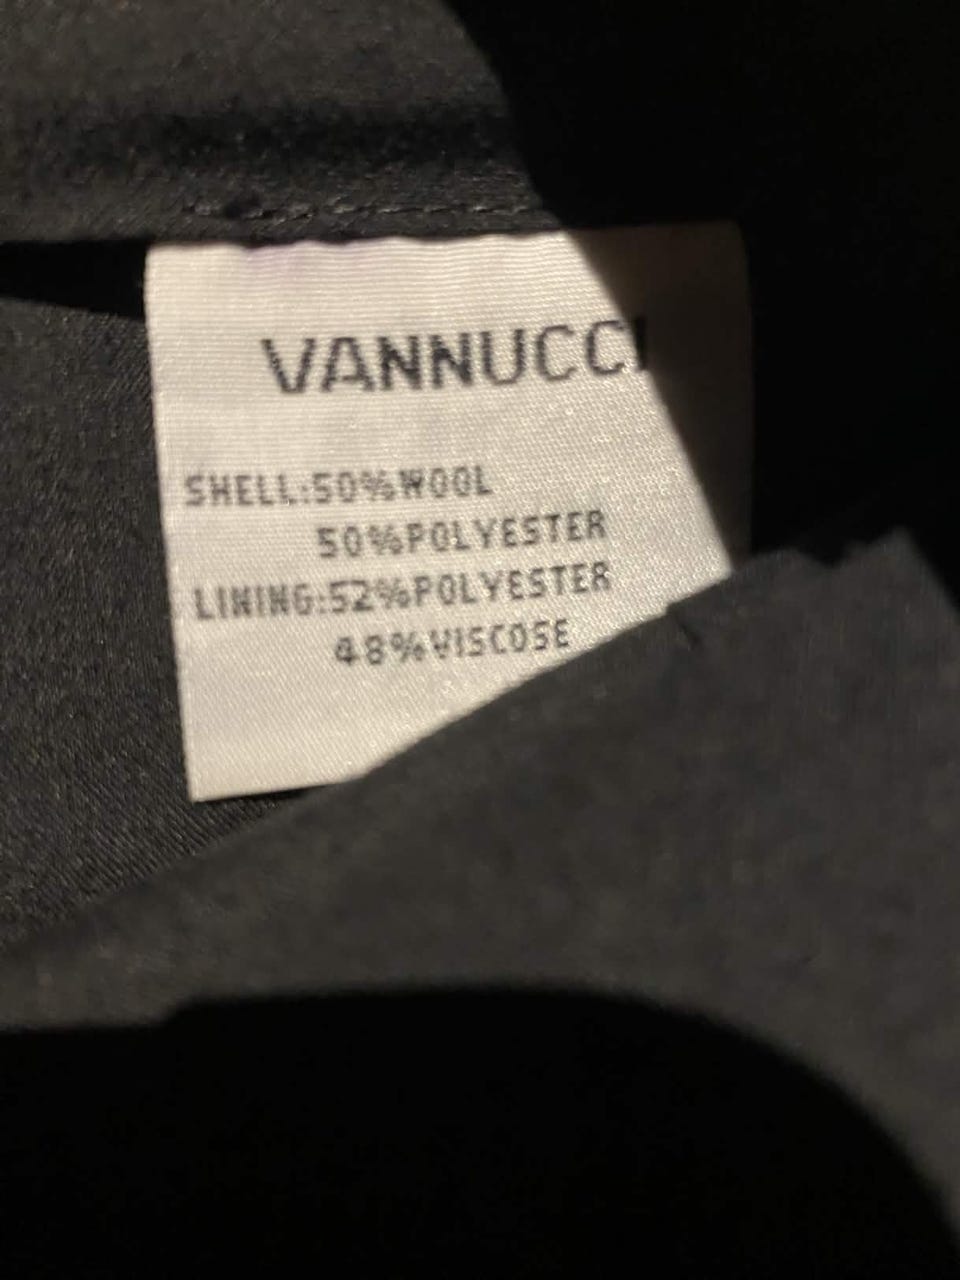 VANNUCCI
SHELL:50%WOOL
50%POLYESTER
LINING:52%POLYESTER
48%VISCOSE